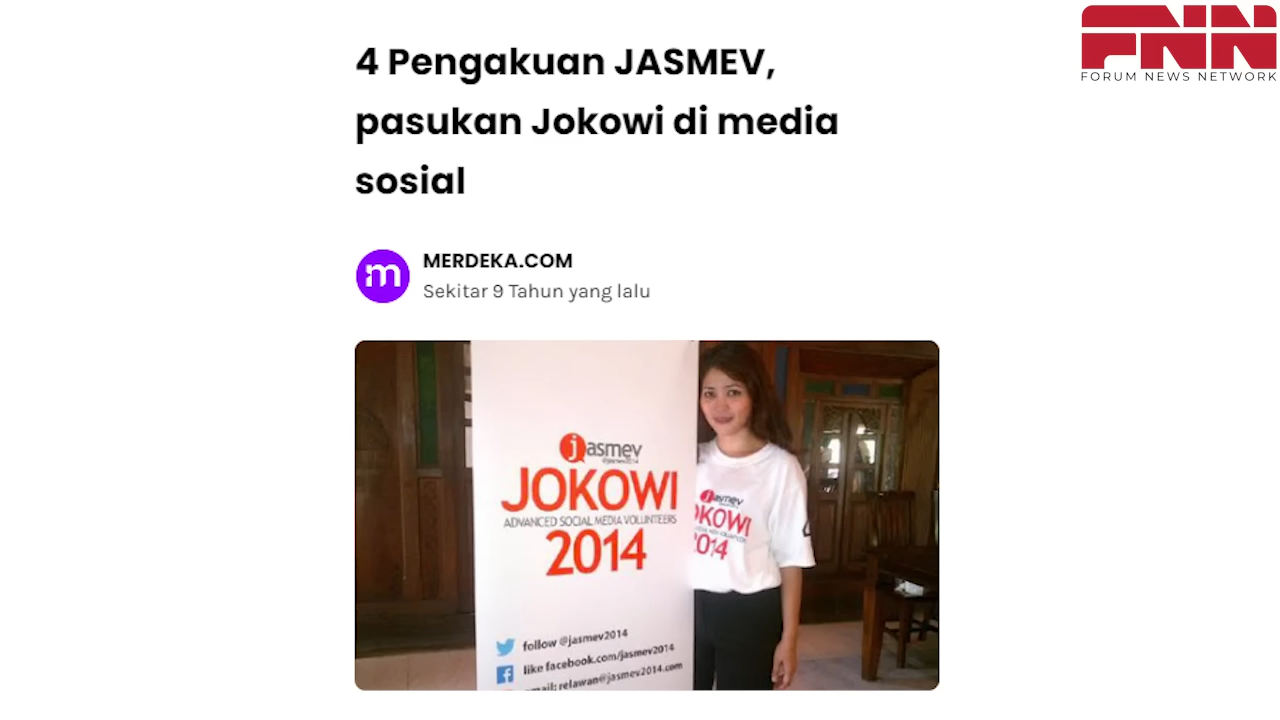 FNN
FORUM NEWS NETWORK
4 Pengakuan JASMEV,
pasukan Jokowi di media
sosial
m
MERDEKA.COM
Sekitar 9 Tahun yang lalu
jasmev
@jasmev2014
JOKOWI
ADVANCED SOCIAL MEDIA VOLUNTEERS
2014
follow @jasmev2014
like facebook.com/jasmev2014
email: relawan@jasmev2014.com
jasmev
JOKOWI
2014